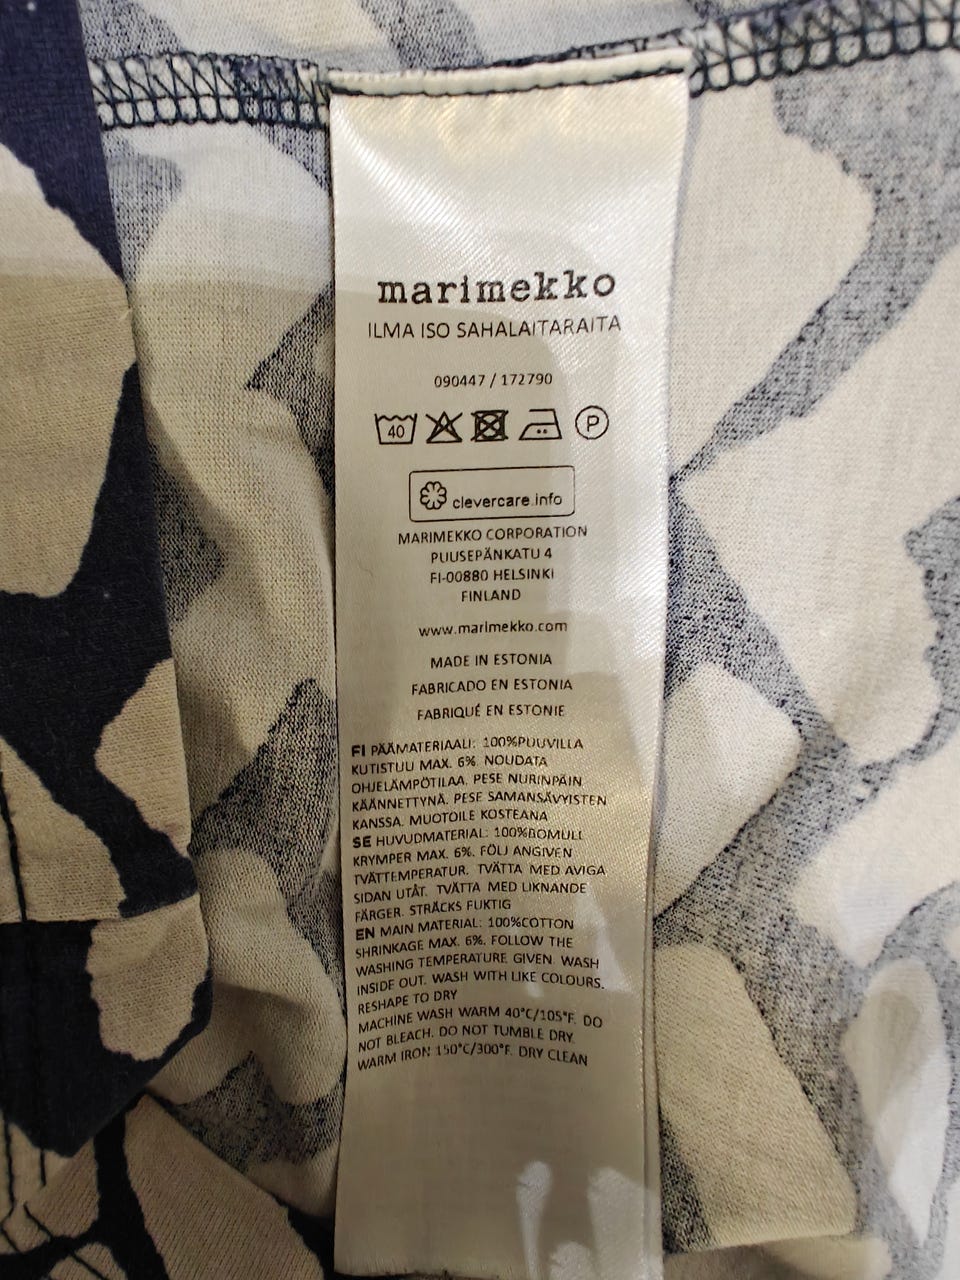 marimekko
ILMA ISO SAHALAITARAITA
090447 / 172790
40
P
clevercare.info
MARIMEKKO CORPORATION
PUUSEPÄNKATU 4
FI-00880 HELSINKI
FINLAND
www.marimekko.com
MADE IN ESTONIA
FABRICADO EN ESTONIA
FABRIQUÉ EN ESTONIE
FI PÄÄMATERIAALI: 100%PUUVILLA
KUTISTUU MAX. 6%. NOUDATA
OHJELÄMPÖTILAA. PESE NURINPÄIN
KÄÄNNETTYNÄ. PESE SAMANSÄVYISTEN
KANSSA. MUOTOILE KOSTEANA
SE HUVUDMATERIAL: 100%BOMULL
KRYMPER MAX. 6%. FÖLJ ANGIVEN
TVÄTTEMPERATUR. TVÄTTA MED AVIGA
SIDAN UTÅT. TVÄTTA MED LIKNANDE
FÄRGER. STRÄCKS FUKTIG
EN MAIN MATERIAL: 100%COTTON
SHRINKAGE MAX. 6%. FOLLOW THE
WASHING TEMPERATURE GIVEN. WASH
INSIDE OUT. WASH WITH LIKE COLOURS.
RESHAPE TO DRY
MACHINE WASH WARM 40°C/105°F. DO
NOT BLEACH. DO NOT TUMBLE DRY.
WARM IRON 150°C/300°F. DRY CLEAN